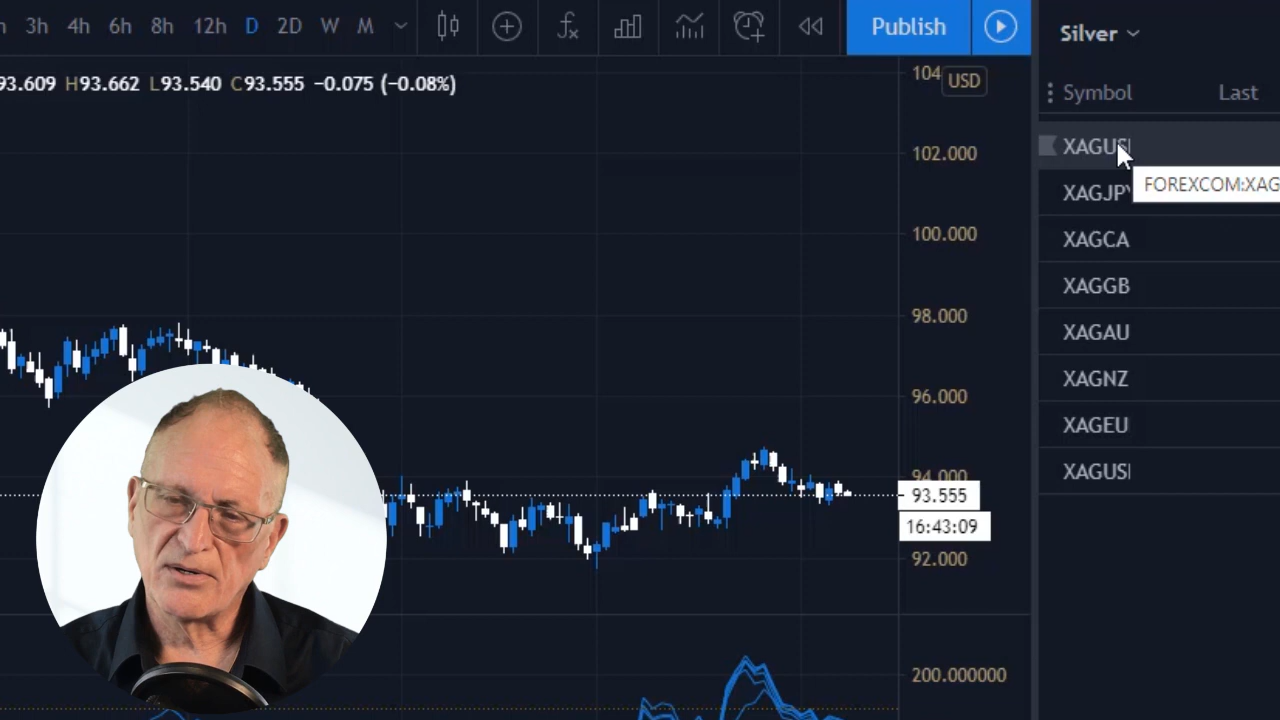 3h 4h 6h 8h 12h D 2D W M Publish
93.609 H93.662 L93.540 C93.555 −0.075 (−0.08%)
104 USD
102.000
100.000
98.000
96.000
94.000
93.555
16:43:09
92.000
200.000000
Silver
Symbol Last
XAGUS
FOREXCOM:XAG
XAGJP
XAGCA
XAGGB
XAGAU
XAGNZ
XAGEU
XAGUS